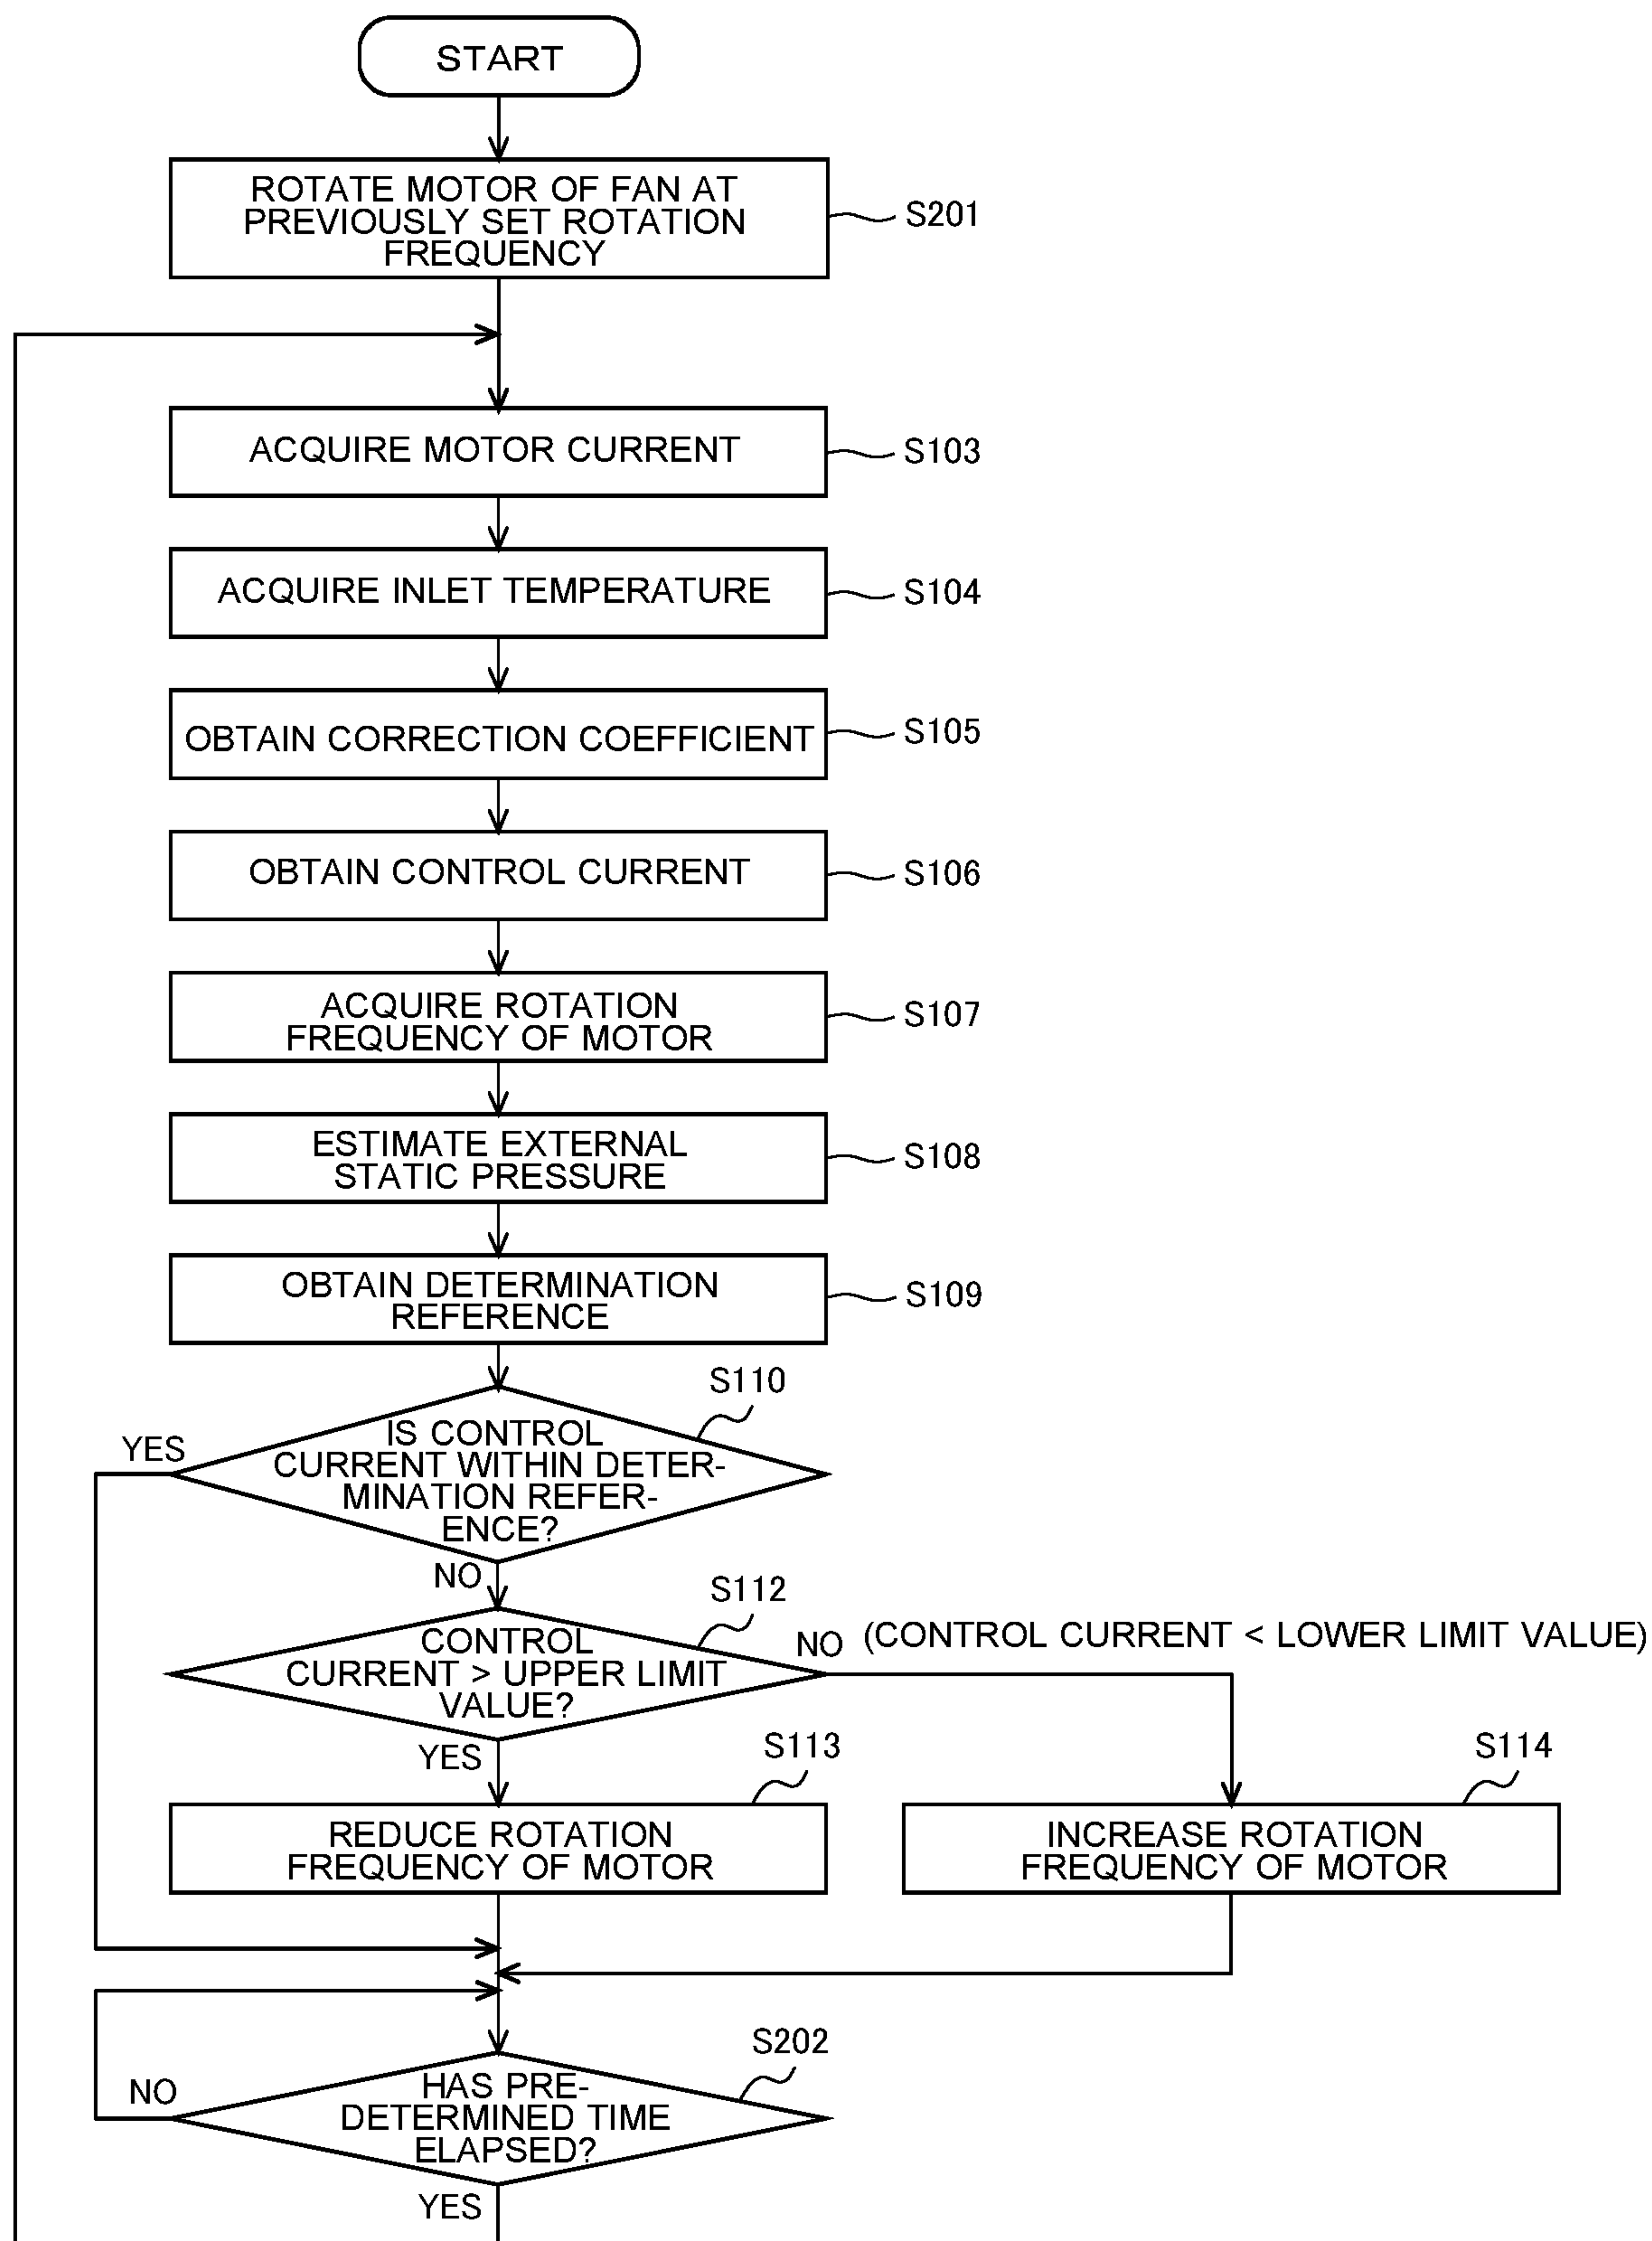 START
ROTATE MOTOR OF FAN AT
PREVIOUSLY SET ROTATION
FREQUENCY
S201
ACQUIRE MOTOR CURRENT
S103
ACQUIRE INLET TEMPERATURE
S104
OBTAIN CORRECTION COEFFICIENT
S105
OBTAIN CONTROL CURRENT
S106
ACQUIRE ROTATION
FREQUENCY OF MOTOR
S107
ESTIMATE EXTERNAL
STATIC PRESSURE
S108
OBTAIN DETERMINATION
REFERENCE
S109
S110
YES
IS CONTROL
CURRENT WITHIN DETER-
MINATION REFER-
ENCE?
NO
S112
CONTROL
CURRENT > UPPER LIMIT
VALUE?
NO (CONTROL CURRENT < LOWER LIMIT VALUE)
YES
S113
REDUCE ROTATION
FREQUENCY OF MOTOR
S114
INCREASE ROTATION
FREQUENCY OF MOTOR
S202
NO
HAS PRE-
DETERMINED TIME
ELAPSED?
YES